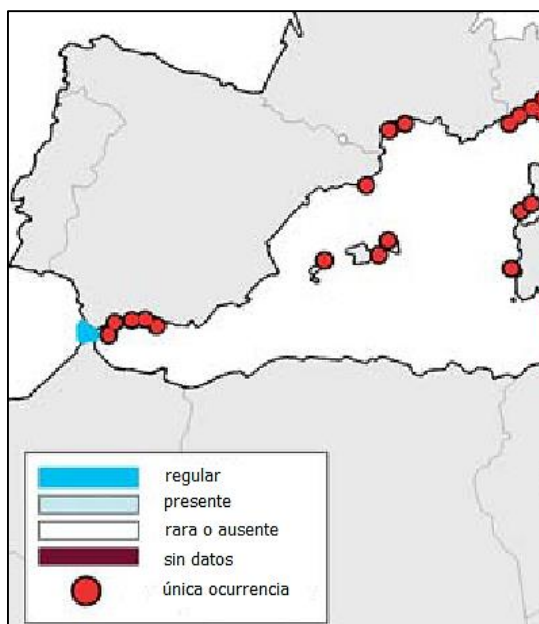 regular
presente
rara o ausente
sin datos
única ocurrencia